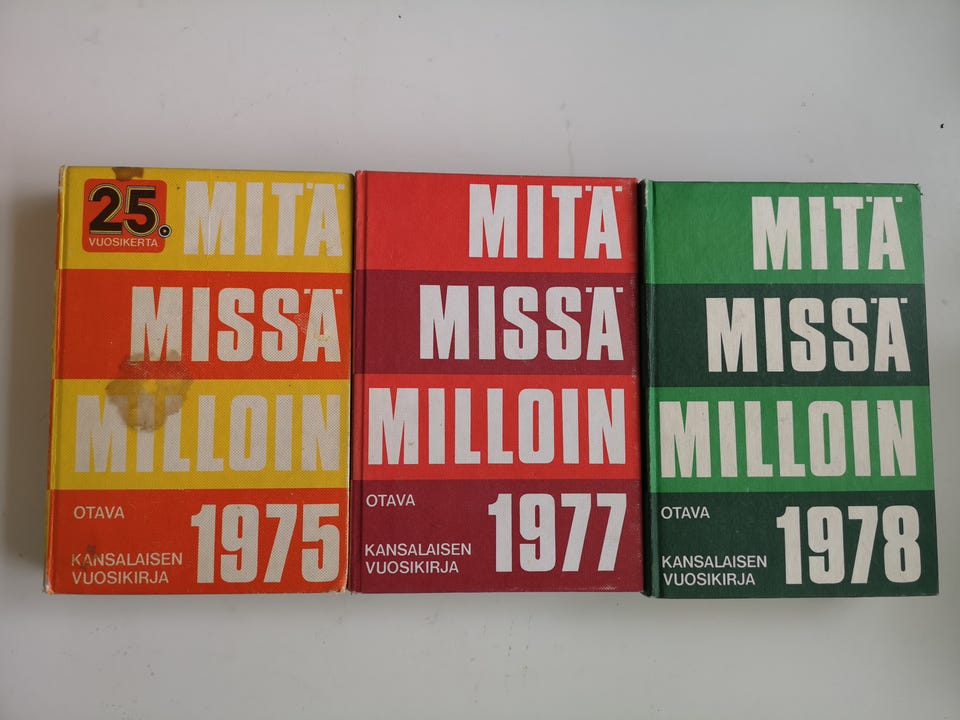 25.
VUOSIKERTA
MITÄ
MISSÄ
MILLOIN
OTAVA
1975
KANSALAISEN
VUOSIKIRJA
MITÄ
MISSÄ
MILLOIN
OTAVA
1977
KANSALAISEN
VUOSIKIRJA
MITÄ
MISSÄ
MILLOIN
OTAVA
1978
KANSALAISEN
VUOSIKIRJA